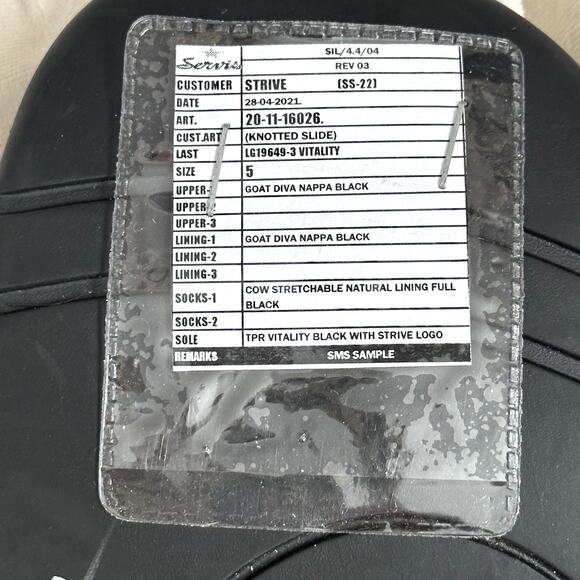 Servis SIL/4.4/04
REV 03
CUSTOMER STRIVE (SS-22)
DATE 28-04-2021.
ART. 20-11-16026.
CUST.ART (KNOTTED SLIDE)
LAST LG19649-3 VITALITY
SIZE 5
UPPER-1 GOAT DIVA NAPPA BLACK
UPPER-2
UPPER-3
LINING-1 GOAT DIVA NAPPA BLACK
LINING-2
LINING-3
SOCKS-1 COW STRETCHABLE NATURAL LINING FULL
BLACK
SOCKS-2
SOLE TPR VITALITY BLACK WITH STRIVE LOGO
REMARKS SMS SAMPLE